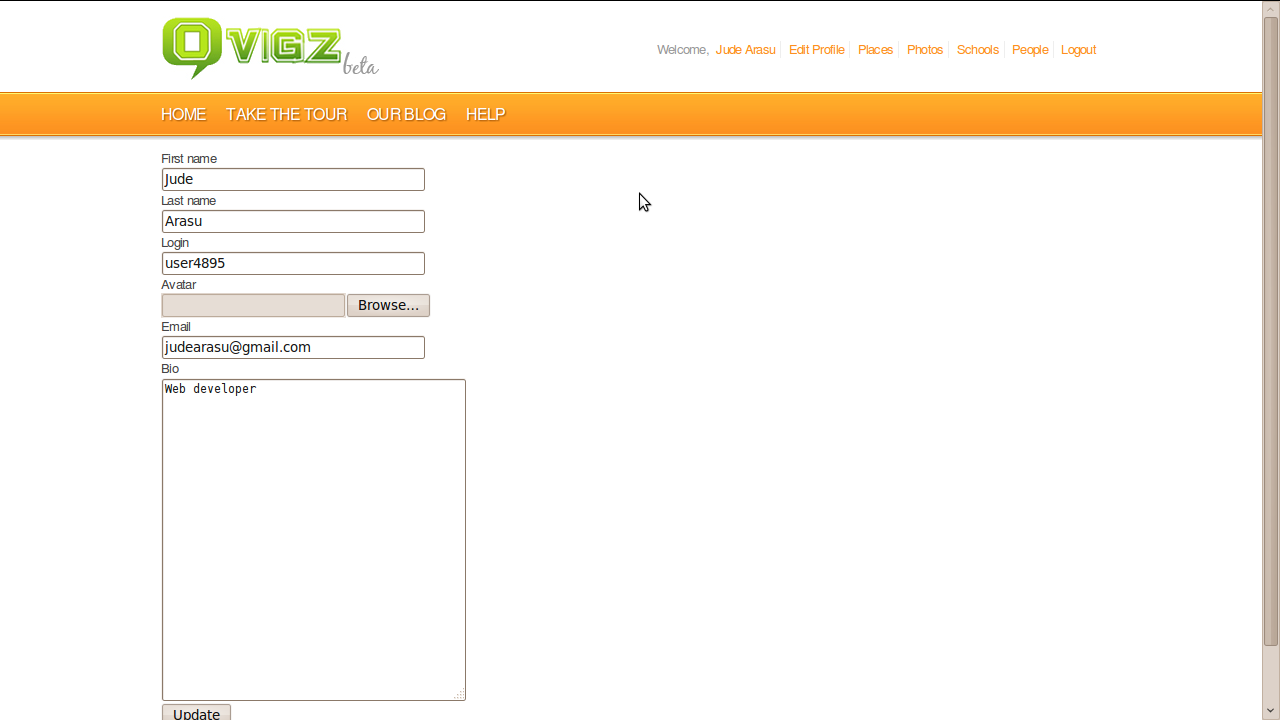 QVIGZ beta
Welcome, Jude Arasu Edit Profile Places Photos Schools People Logout
HOME TAKE THE TOUR OUR BLOG HELP
First name
Jude
Last name
Arasu
Login
user4895
Avatar
Browse...
Email
judearasu@gmail.com
Bio
Web developer
Update